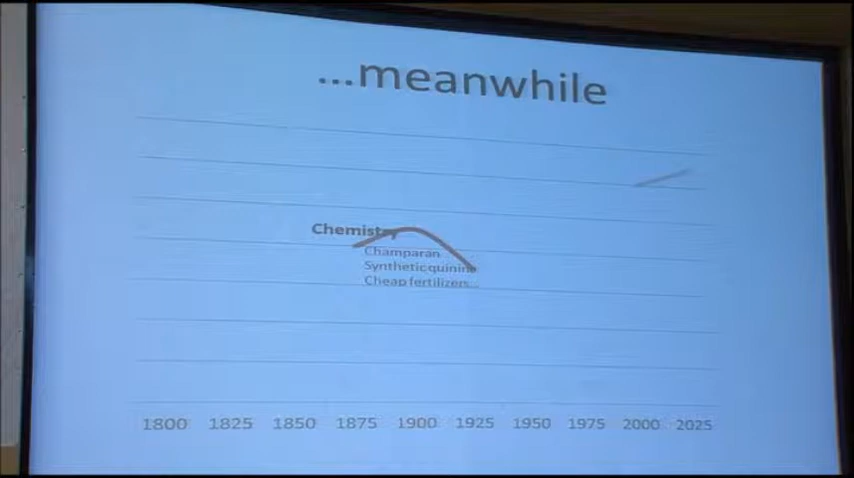 ...meanwhile
Chemistry
Champaran
Synthetic quinine
Cheap fertilizers...
1800 1825 1850 1875 1900 1925 1950 1975 2000 2025